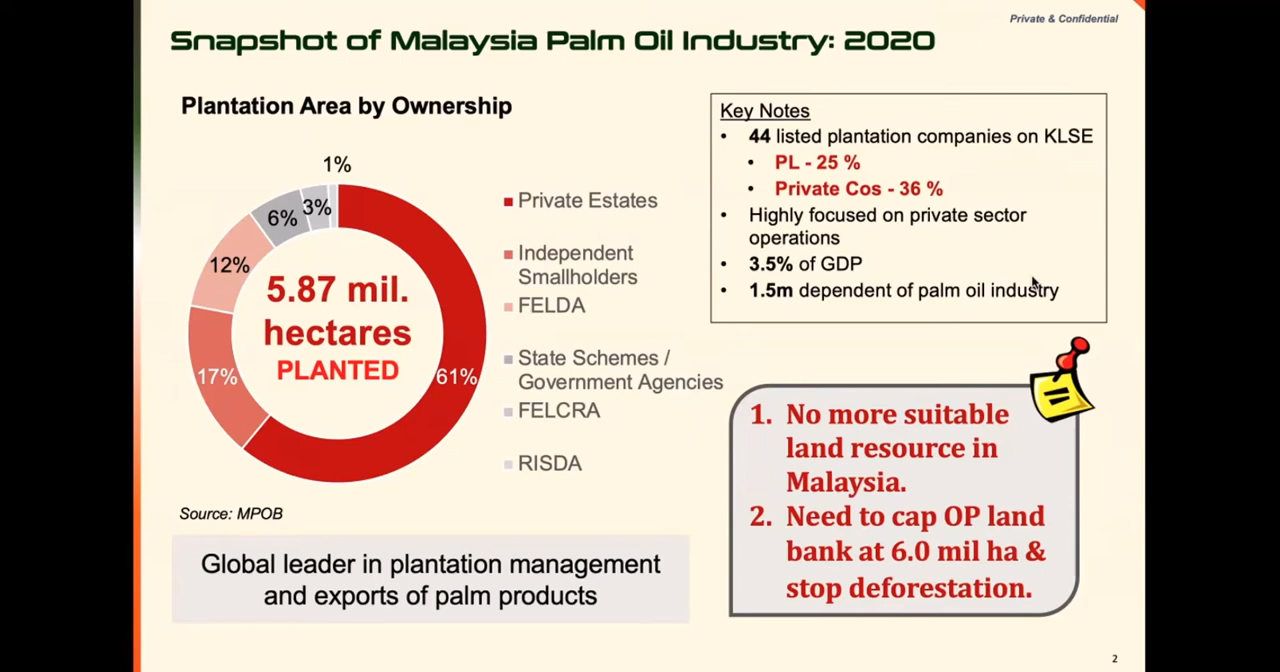 Private & Confidential
Snapshot of Malaysia Palm Oil Industry: 2020
Plantation Area by Ownership
1%
3%
6%
12%
17%
61%
5.87 mil.
hectares
PLANTED
Private Estates
Independent
Smallholders
FELDA
State Schemes /
Government Agencies
FELCRA
RISDA
Source: MPOB
Global leader in plantation management
and exports of palm products
Key Notes
• 44 listed plantation companies on KLSE
• PL - 25 %
• Private Cos - 36 %
• Highly focused on private sector
operations
• 3.5% of GDP
• 1.5m dependent of palm oil industry
1. No more suitable
land resource in
Malaysia.
2. Need to cap OP land
bank at 6.0 mil ha &
stop deforestation.
2